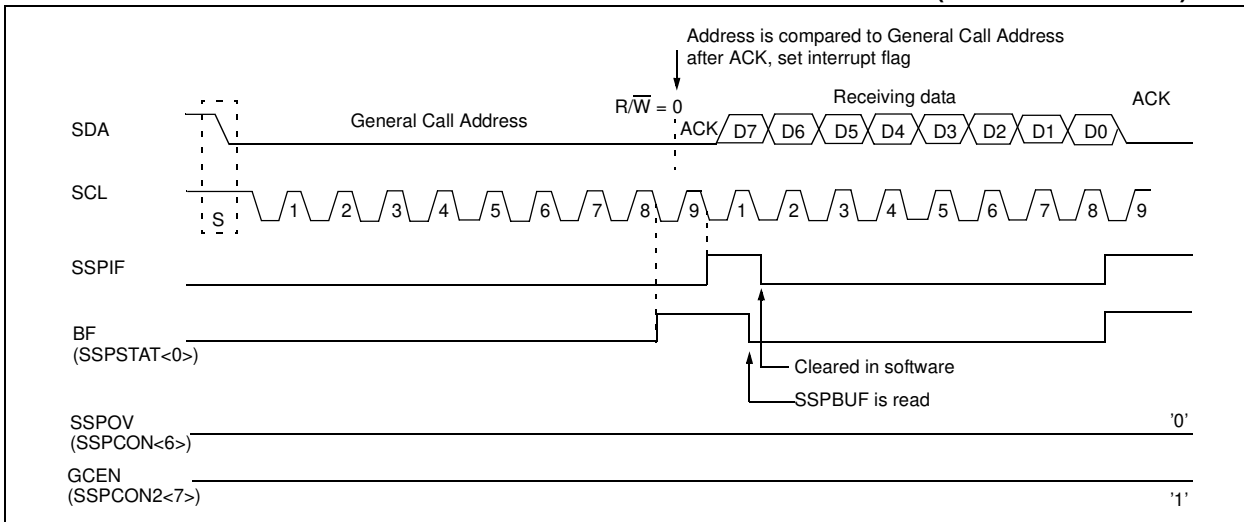 Address is compared to General Call Address
after ACK, set interrupt flag
R/W = 0
Receiving data
ACK
SDA
General Call Address
ACK
D7 D6 D5 D4 D3 D2 D1 D0
SCL
S
1 2 3 4 5 6 7 8 9 1 2 3 4 5 6 7 8 9
SSPIF
BF
(SSPSTAT<0>)
Cleared in software
SSPBUF is read
SSPOV
(SSPCON<6>)
'0'
GCEN
(SSPCON2<7>)
'1'